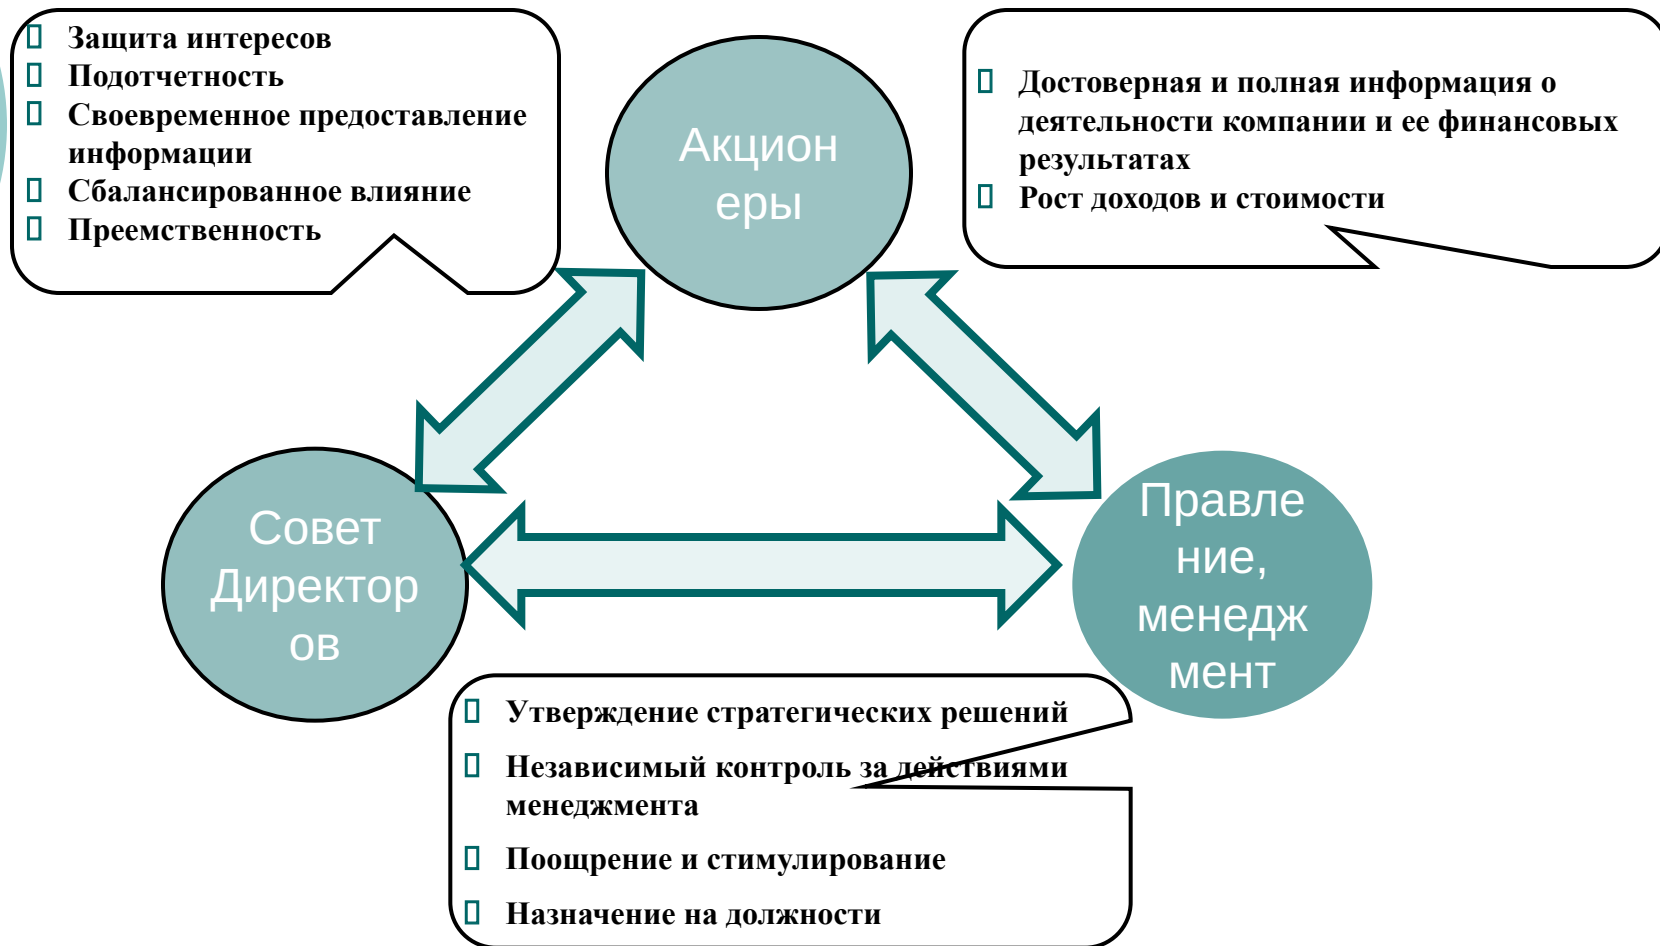 Защита интересов
Подотчетность
Своевременное предоставление
информации
Сбалансированное влияние
Преемственность
Акцион
еры
Достоверная и полная информация о
деятельности компании и ее финансовых
результатах
Рост доходов и стоимости
Совет
Директор
ов
Правле
ние,
менедж
мент
Утверждение стратегических решений
Независимый контроль за действиями
менеджмента
Поощрение и стимулирование
Назначение на должности